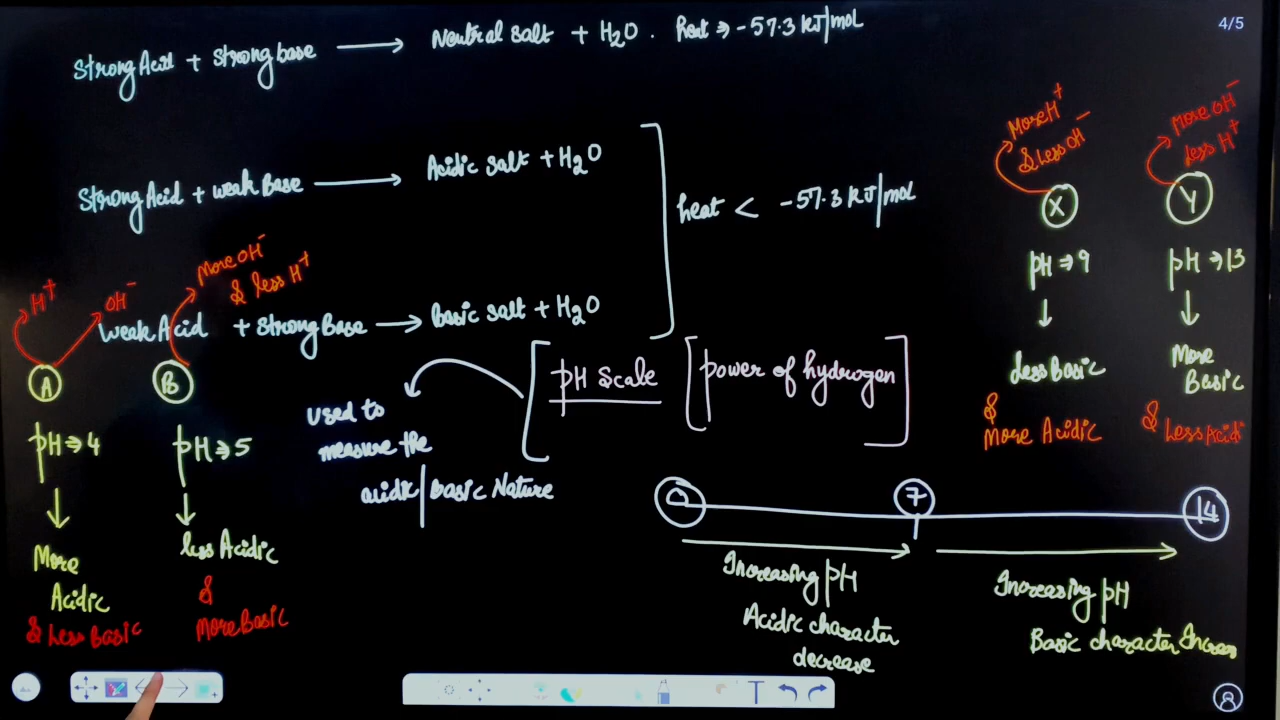 4/5
Strong Acid + Strong base → Neutral salt + H₂O . heat ⇒ -57.3 kJ/mol
Strong Acid + weak Base → Acidic salt + H₂O
heat < -57.3 kJ/mol
weak Acid + Strong Base → Basic salt + H₂O
H⁺
OH⁻
A
pH ⇒ 4
↓
More
Acidic
& Less Basic
More OH⁻
& less H⁺
B
pH ⇒ 5
↓
less Acidic
&
More Basic
pH Scale [power of hydrogen]
used to
measure the
acidic/Basic Nature
More H⁺
& Less OH⁻
X
pH ⇒ 9
↓
Less Basic
&
More Acidic
More OH⁻
less H⁺
Y
pH ⇒ 13
↓
More
Basic
& Less Acid
0 7 14
Increasing pH
Acidic character
decrease
Increasing pH
Basic character Increas
T